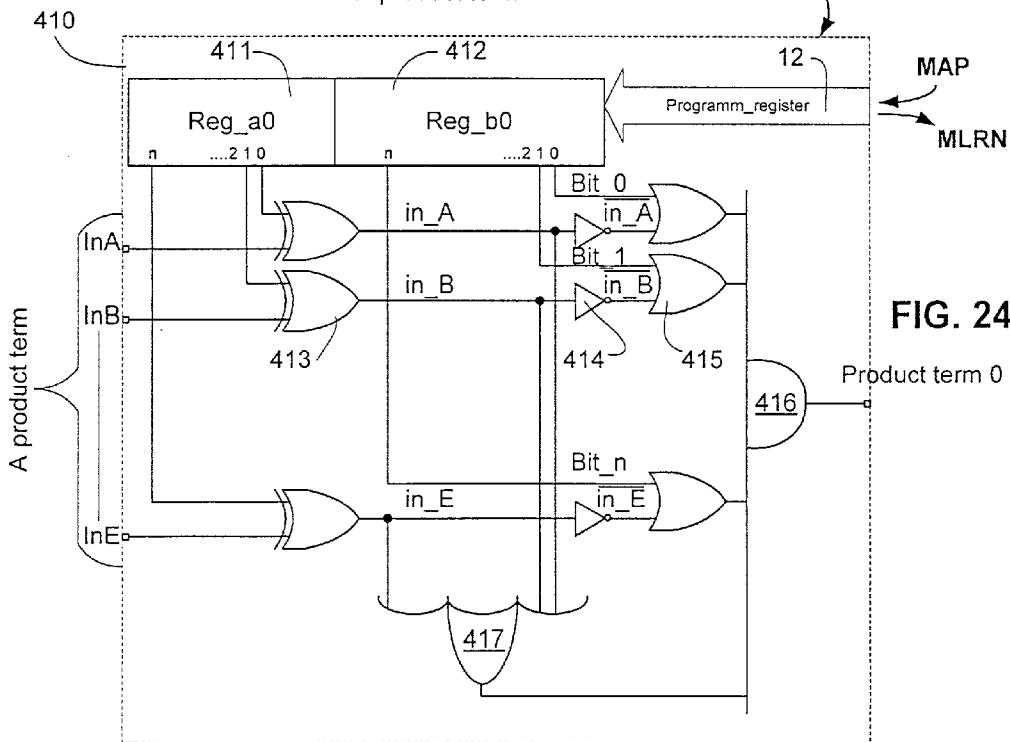 410
411
412
12
MAP
MLRN
Reg_a0
Reg_b0
Programm_register
n ....2 1 0
n ....2 1 0
Bit_0
in_A
in_A
InA
Bit_1
in_B
in_B
InB
413
414
415
FIG. 24
A product term
416
Product term 0
Bit_n
in_E
in_E
InE
417